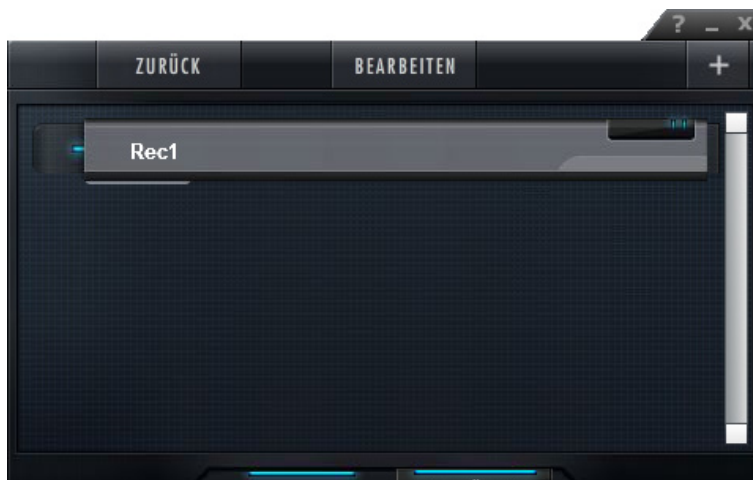 ? _ X
ZURÜCK BEARBEITEN +
Rec1